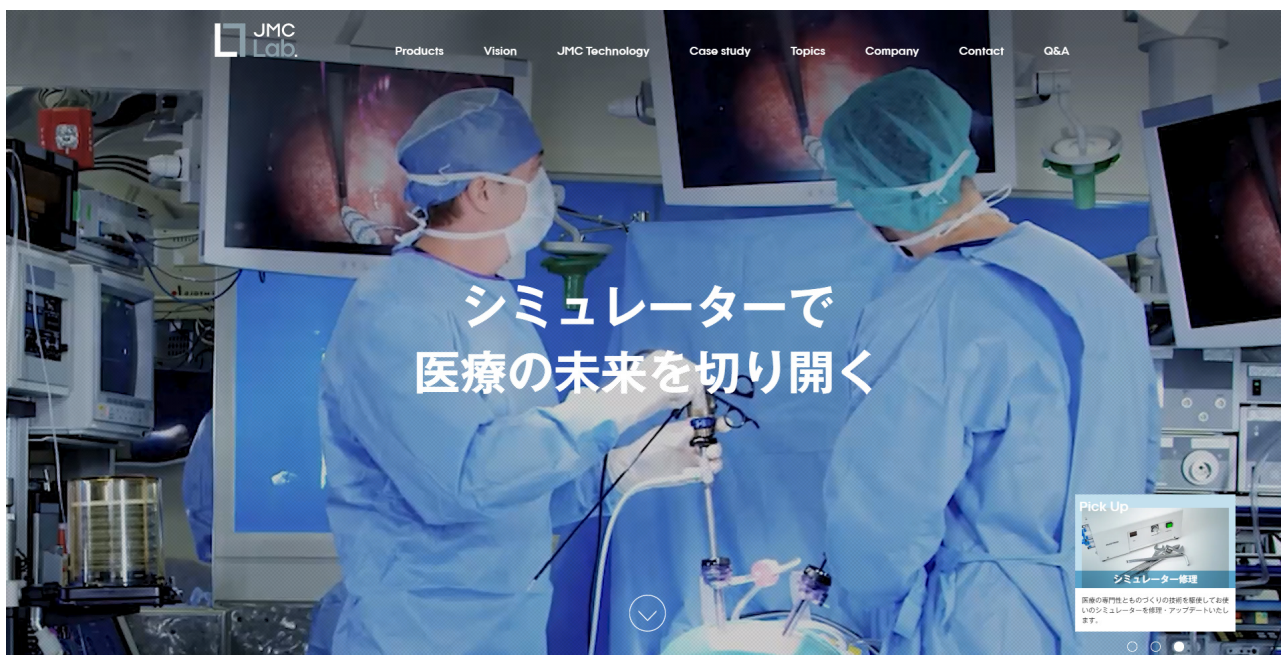 JMC
Lab.
Products
Vision
JMC Technology
Case study
Topics
Company
Contact
Q&A
シミュレーターで
医療の未来を切り開く
Pick Up
シミュレーター修理
医療の専門性とものづくりの技術を駆使してお使
いのシミュレーターを修理・アップデートいたし
ます。